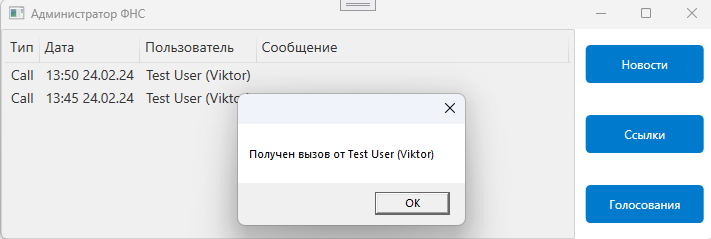 Администратор ФНС
Тип Дата Пользователь Сообщение
Call 13:50 24.02.24 Test User (Viktor)
Call 13:45 24.02.24 Test User (Vikto
Получен вызов от Test User (Viktor)
OK
Новости
Ссылки
Голосования